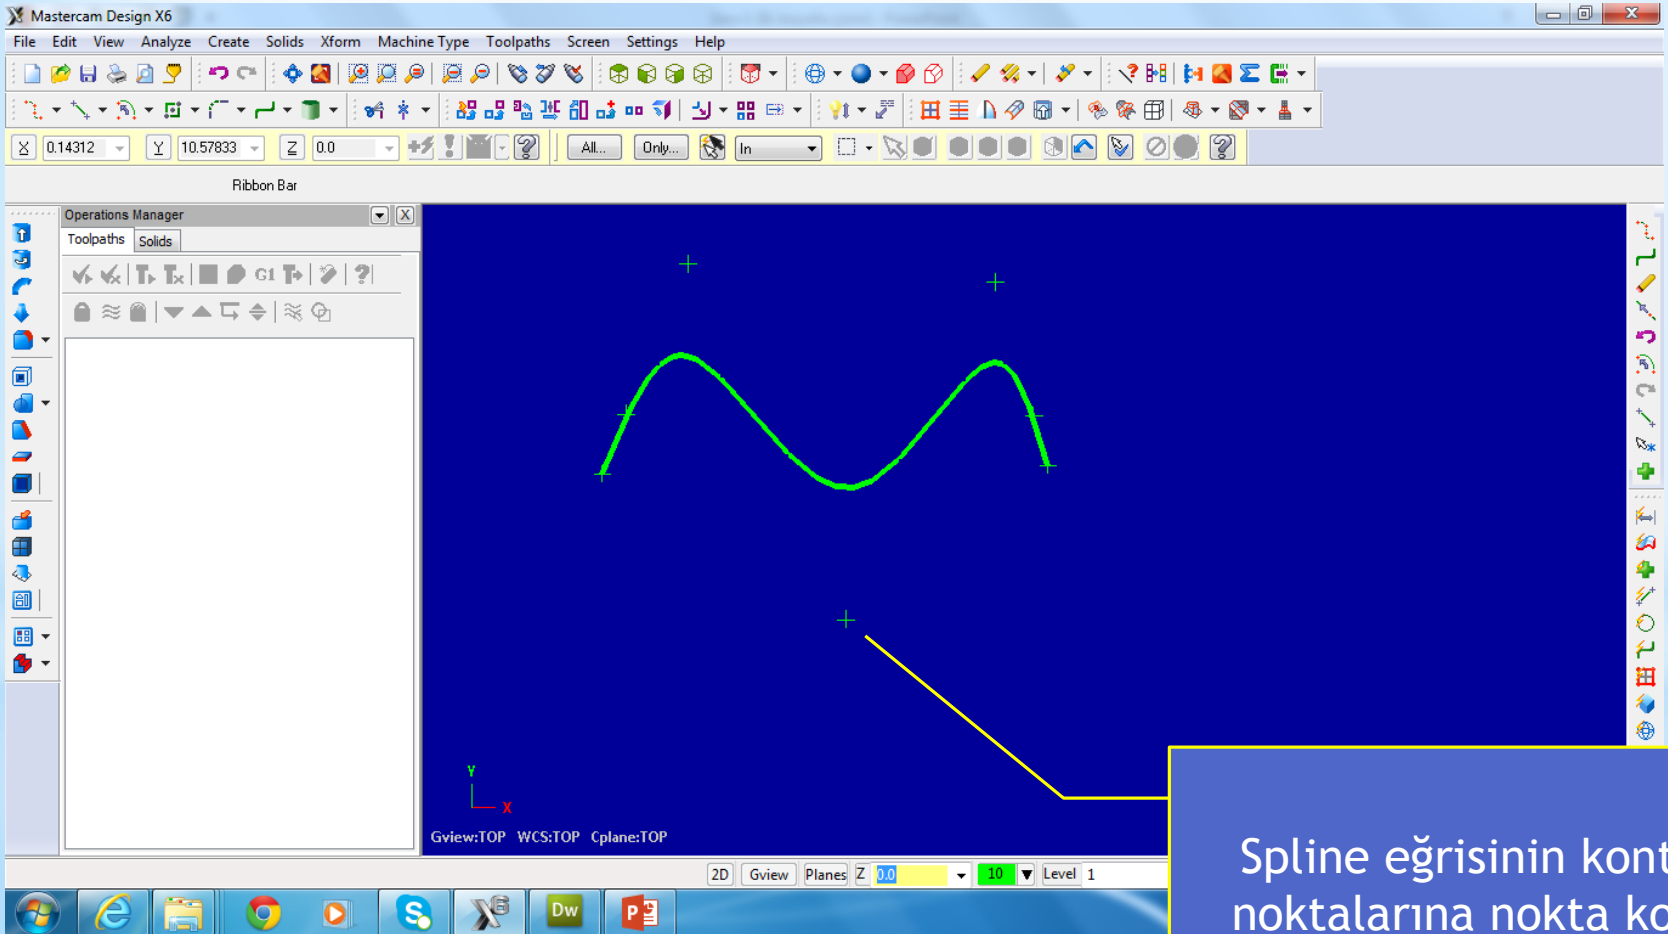 Mastercam Design X6
File Edit View Analyze Create Solids Xform Machine Type Toolpaths Screen Settings Help
X 0.14312 Y 10.57833 Z 0.0 All... Only... In
Ribbon Bar
Operations Manager
Toolpaths Solids
G1
Y
X
Gview:TOP WCS:TOP Cplane:TOP
2D Gview Planes Z 0.0 10 Level 1
Spline eğrisinin kont
noktalarına nokta ko
Dw